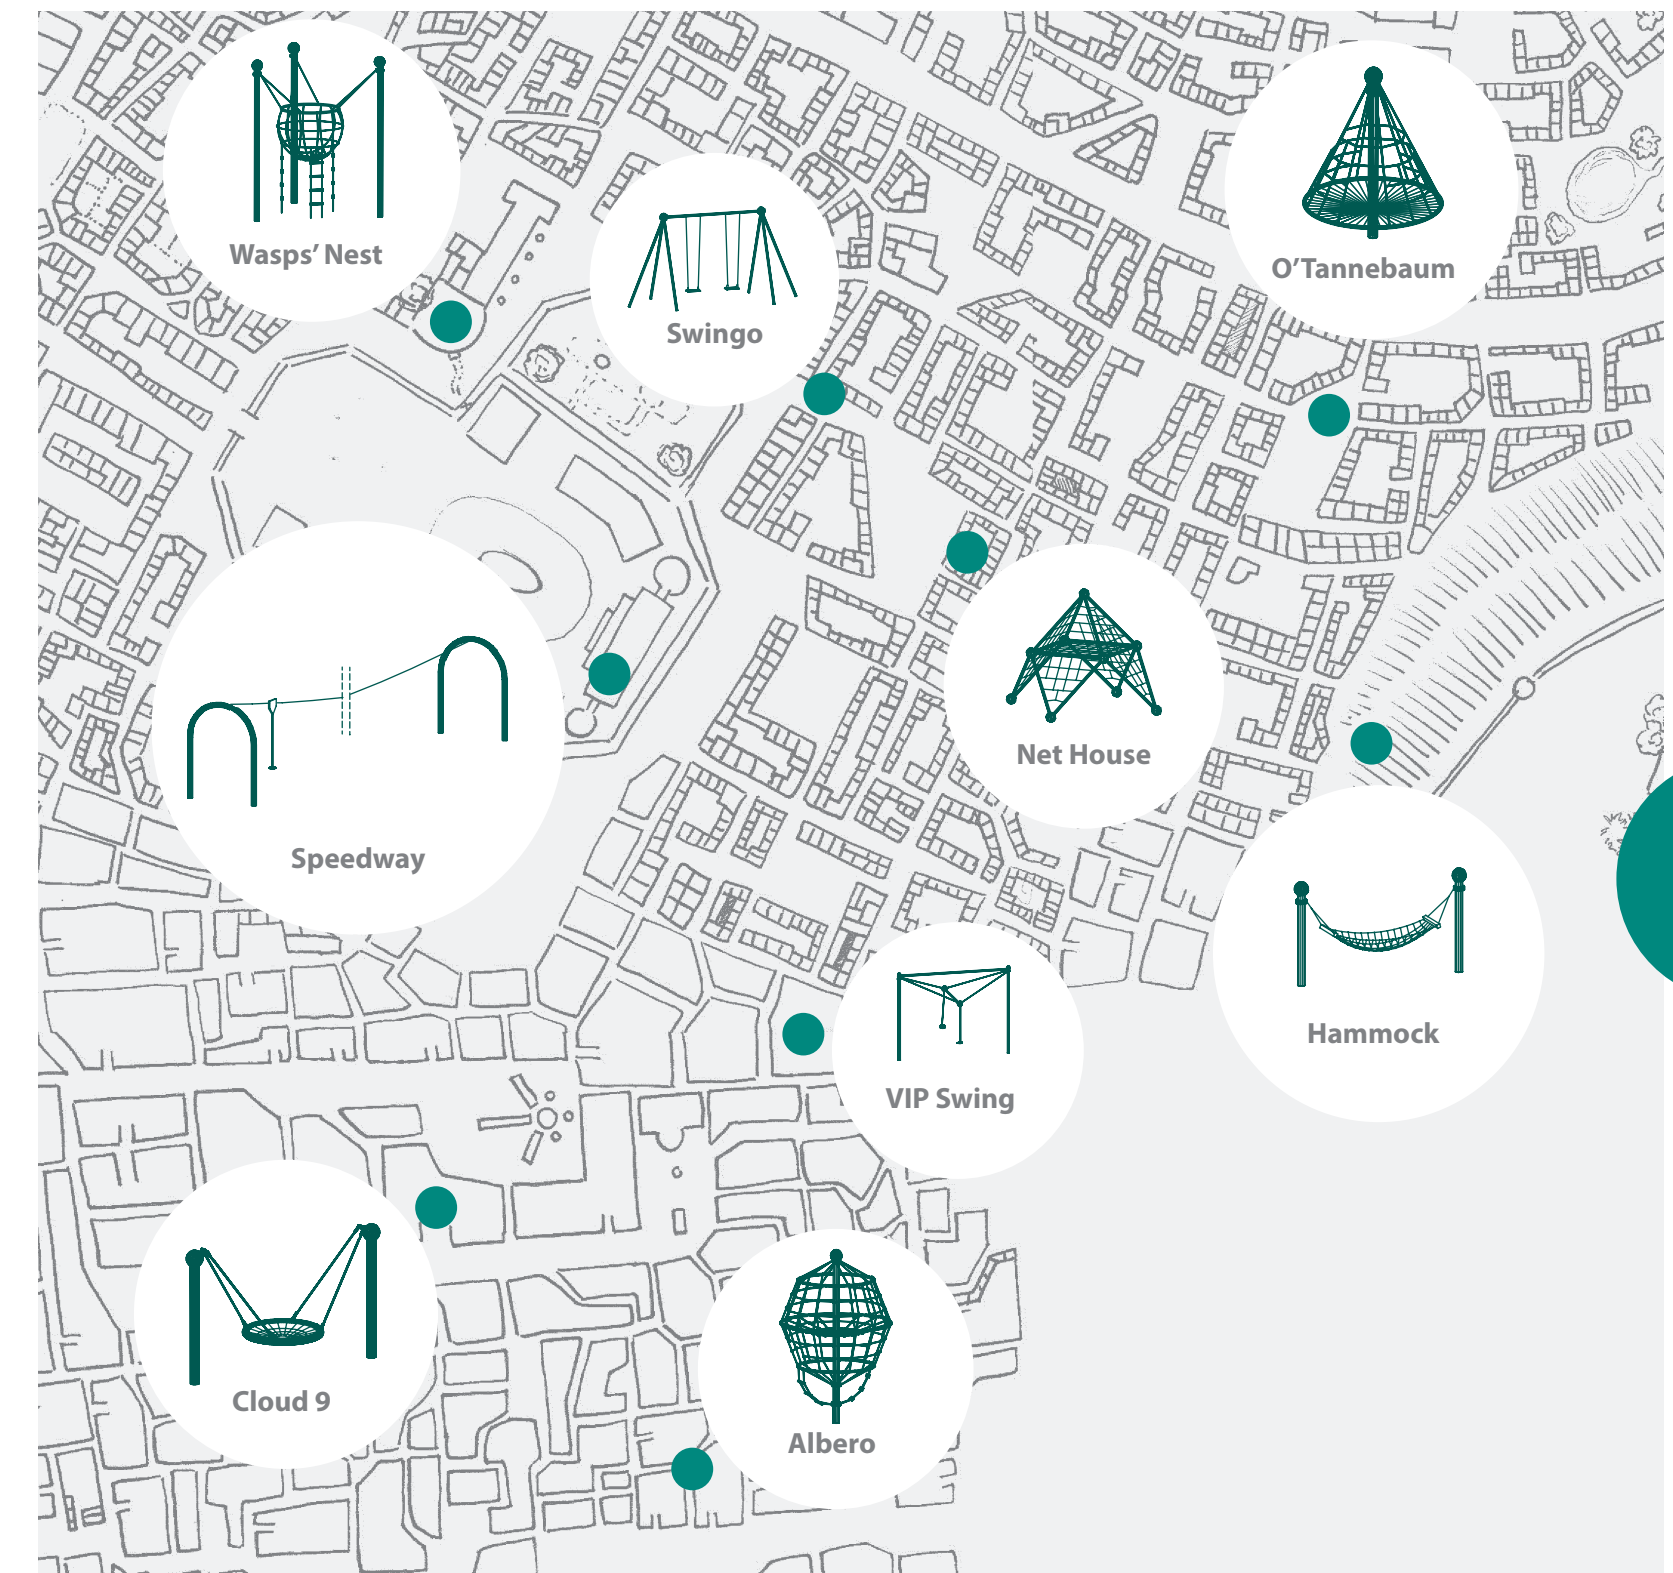 Wasps’ Nest
O’Tannebaum
Swingo
Net House
Speedway
Hammock
VIP Swing
Cloud 9
Albero